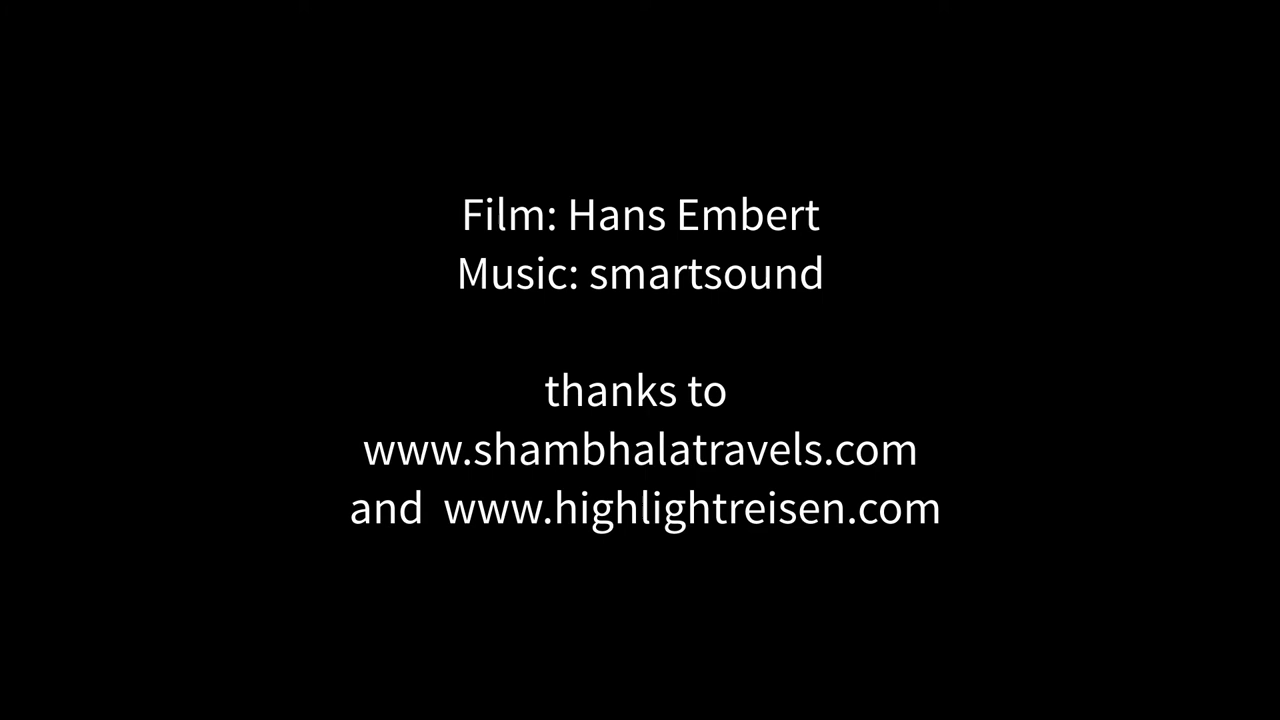 Film: Hans Embert
Music: smartsound
thanks to
www.shambhalatravels.com
and  www.highlightreisen.com